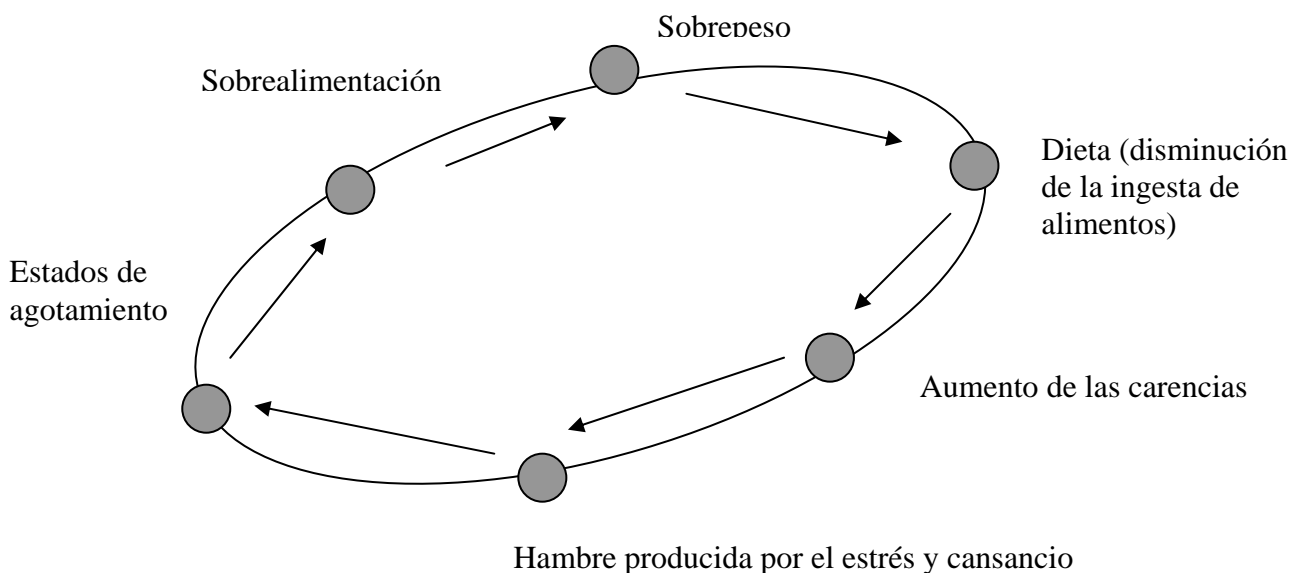 Sobrepeso
Sobrealimentación
Dieta (disminución
de la ingesta de
alimentos)
Estados de
agotamiento
Aumento de las carencias
Hambre producida por el estrés y cansancio